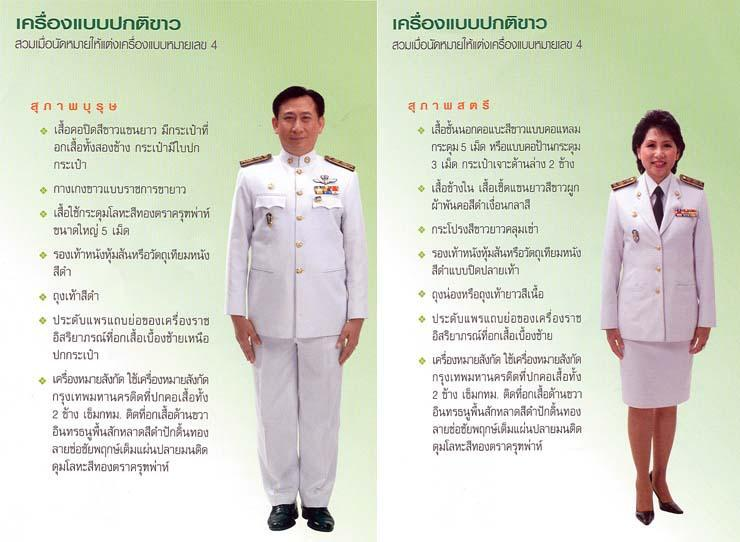 เครื่องแบบปกติขาว
สวมเมื่อนัดหมายให้แต่งเครื่องแบบหมายเลข 4
สุภาพบุรุษ
เสื้อคอปิดสีขาวแขนยาว มีกระเป๋าที่
อกเสื้อทั้งสองข้าง กระเป๋ามีใบปก
กระเป๋า
กางเกงขาวแบบราชการขายาว
เสื้อใช้กระดุมโลหะสีทองตราครุฑพ่าห์
ขนาดใหญ่ 5 เม็ด
รองเท้าหนังหุ้มส้นหรือวัตถุเทียมหนัง
สีดำ
ถุงเท้าสีดำ
ประดับแพรแถบย่อของเครื่องราช
อิสริยาภรณ์ที่อกเสื้อเบื้องซ้ายเหนือ
ปกกระเป๋า
เครื่องหมายสังกัด ใช้เครื่องหมายสังกัด
กรุงเทพมหานครติดที่ปกคอเสื้อทั้ง
2 ข้าง เข็มกทม. ติดที่อกเสื้อด้านขวา
อินทรธนูพื้นสักหลาดสีดำปักดิ้นทอง
ลายช่อชัยพฤกษ์เต็มแผ่นปลายมนติด
ดุมโลหะสีทองตราครุฑพ่าห์
เครื่องแบบปกติขาว
สวมเมื่อนัดหมายให้แต่งเครื่องแบบหมายเลข 4
สุภาพสตรี
เสื้อชั้นนอกคอแบะสีขาวแบบคอแหลม
กระดุม 5 เม็ด หรือแบบคอป้านกระดุม
3 เม็ด กระเป๋าเจาะด้านล่าง 2 ข้าง
เสื้อข้างใน เสื้อเชิ้ตแขนยาวสีขาวผูก
ผ้าพันคอสีดำเงื่อนกลาสี
กระโปรงสีขาวยาวคลุมเข่า
รองเท้าหนังหุ้มส้นหรือวัตถุเทียมหนัง
สีดำแบบปิดปลายเท้า
ถุงน่องหรือถุงเท้ายาวสีเนื้อ
ประดับแพรแถบย่อของเครื่องราช
อิสริยาภรณ์ที่อกเสื้อเบื้องซ้าย
เครื่องหมายสังกัด ใช้เครื่องหมายสังกัด
กรุงเทพมหานครติดที่ปกคอเสื้อทั้ง
2 ข้าง เข็มกทม. ติดที่อกเสื้อด้านขวา
อินทรธนูพื้นสักหลาดสีดำปักดิ้นทอง
ลายช่อชัยพฤกษ์เต็มแผ่นปลายมนติด
ดุมโลหะสีทองตราครุฑพ่าห์